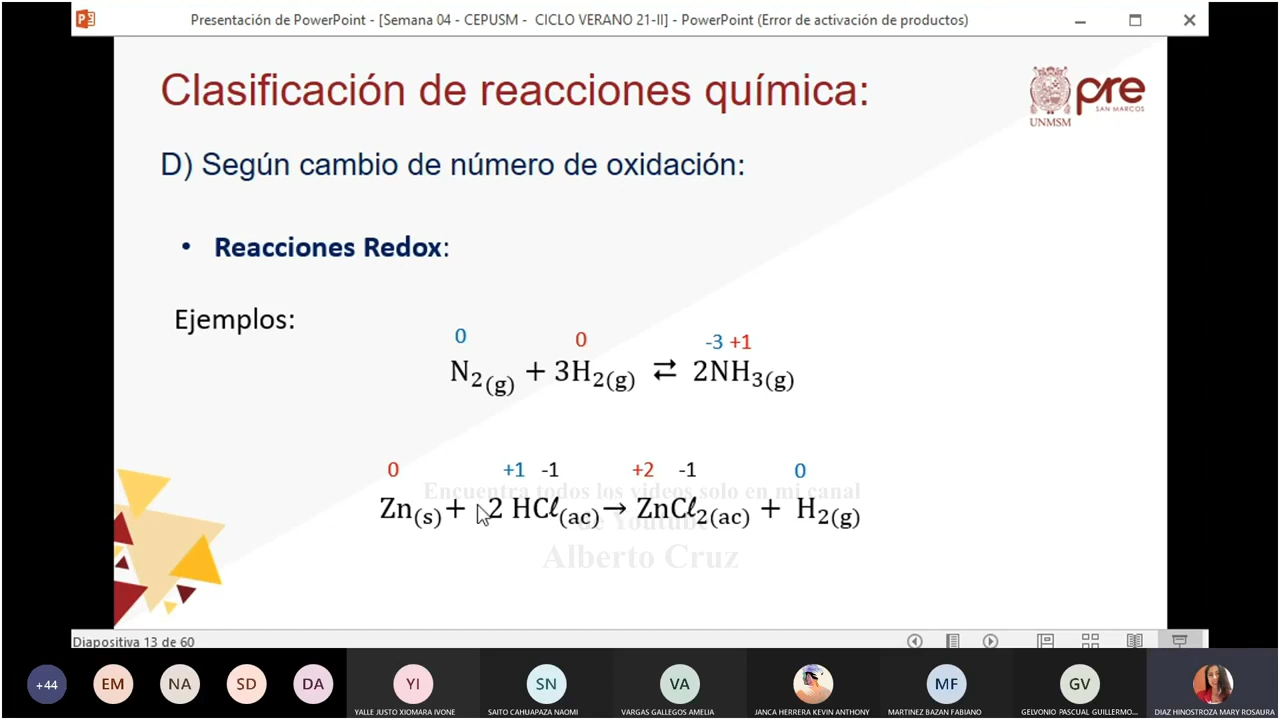 Presentación de PowerPoint - [Semana 04 - CEPUSM - CICLO VERANO 21-II] - PowerPoint (Error de activación de productos)
Clasificación de reacciones química:
UNMSM
pre
SAN MARCOS
D) Según cambio de número de oxidación:
• Reacciones Redox:
Ejemplos:
0 0 -3 +1
N₂(g) + 3H₂(g) ⇄ 2NH₃(g)
0 +1 -1 +2 -1 0
Encuentra todos los videos solo en mi canal
Zn(s) + 2 HCℓ(ac) → ZnCℓ₂(ac) + H₂(g)
de Youtube
Alberto Cruz
Diapositiva 13 de 60
+44 EM NA SD DA YI SN VA MF GV
YALLE JUSTO XIOMARA IVONE SAITO CAHUAPAZA NAOMI VARGAS GALLEGOS AMELIA JANCA HERRERA KEVIN ANTHONY MARTINEZ BAZAN FABIANO GELVONIO PASCUAL GUILLERMO... DIAZ HINOSTROZA MARY ROSAURA